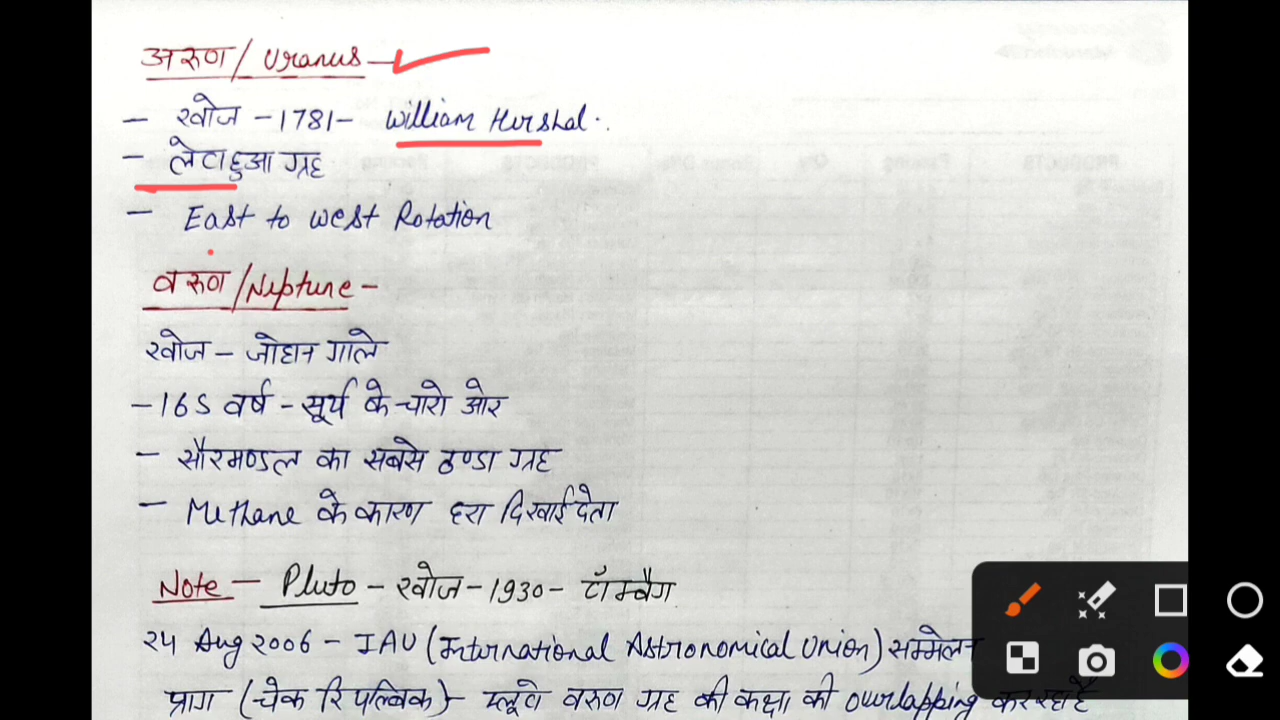 अरुण / Uranus —
– खोज – 1781 – William Hershal.
– लेटा हुआ ग्रह
– East to west Rotation
वरुण / Neptune –
खोज – जोहान गाले
– 165 वर्ष – सूर्य के चारो ओर
– सौरमण्डल का सबसे ठण्डा ग्रह
– Methane के कारण हरा दिखाई देता
Note – Pluto – खोज – 1930 – टॉम्बैग
24 Aug 2006 – IAU (International Astronomical Union) सम्मेलन
प्राग (चेक रिपब्लिक) – प्लूटो वरुण ग्रह की कक्षा को overlapping कर रहा है